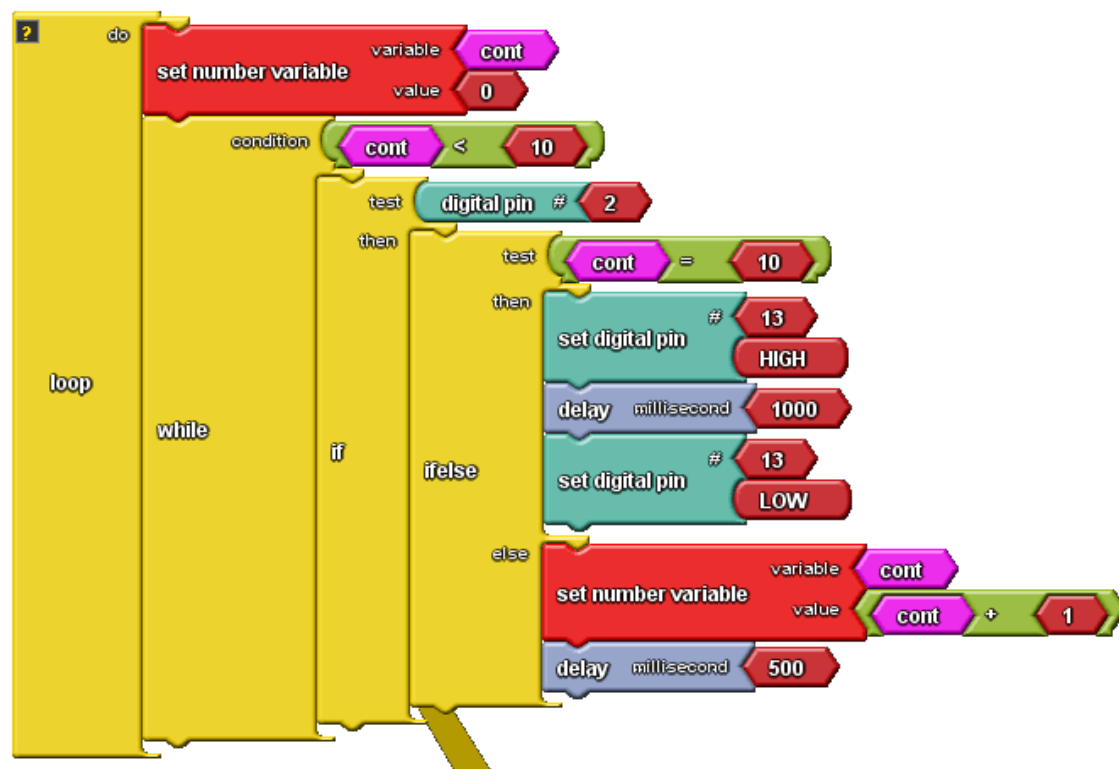 ?
do
set number variable
variable
cont
value
0
condition
cont < 10
test
digital pin # 2
then
test
cont = 10
then
set digital pin
# 13
HIGH
loop
delay millisecond 1000
while
if
ifelse
set digital pin
# 13
LOW
else
set number variable
variable cont
value cont + 1
delay millisecond 500